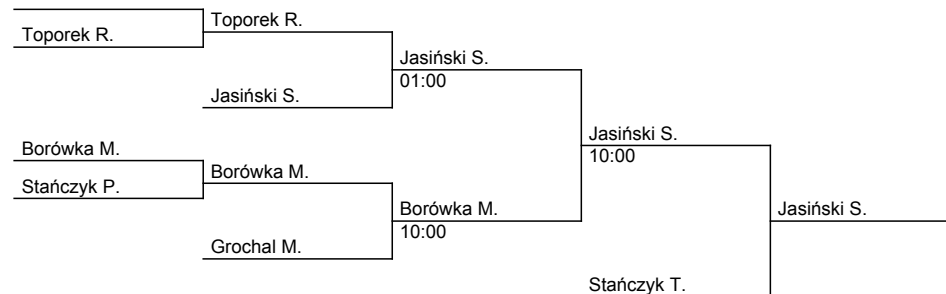 Toporek R.
Toporek R.
Jasiński S.
01:00
Jasiński S.
Borówka M.
Stańczyk P.
Borówka M.
Borówka M.
10:00
Grochal M.
Jasiński S.
10:00
Stańczyk T.
Jasiński S.